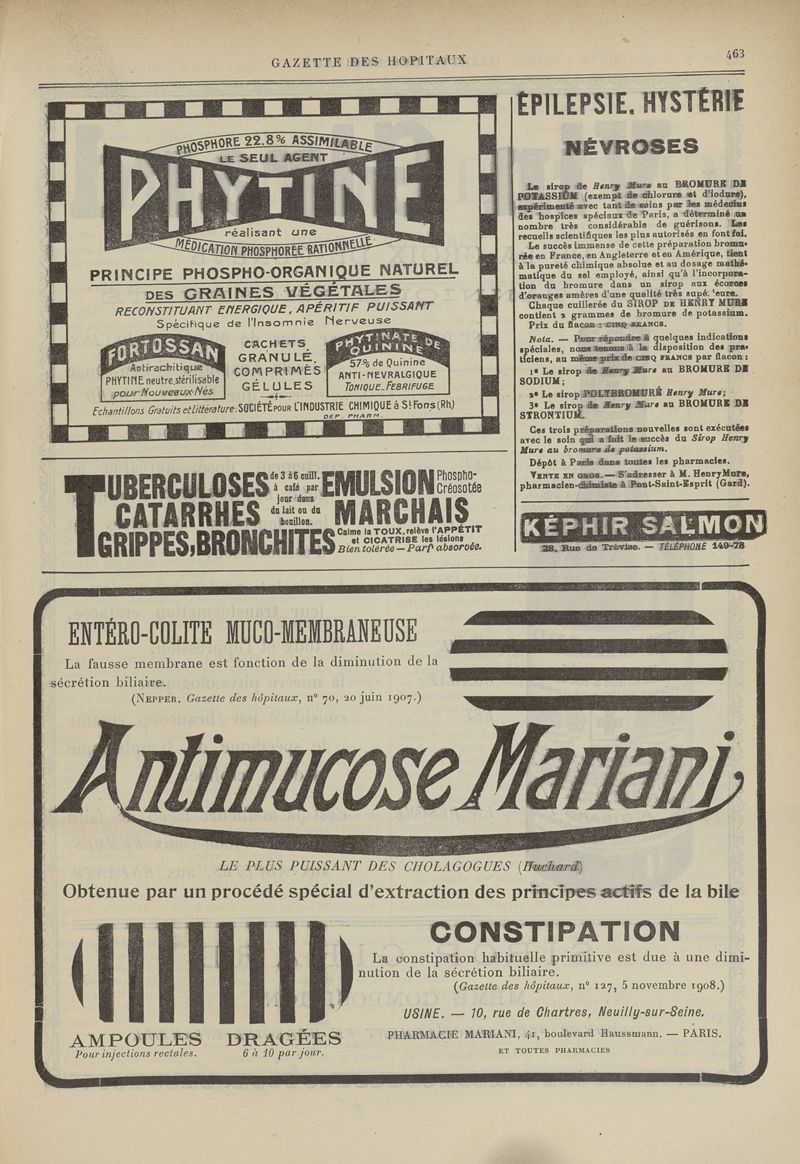 GAZETTE DES HOPITAUX
463
PHOSPHORE 22,8% ASSIMILABLE
LE SEUL AGENT
PHYTINE
réalisant une
MÉDICATION PHOSPHORÉE RATIONNELLE
PRINCIPE PHOSPHO-ORGANIQUE NATUREL
DES GRAINES VÉGÉTALES
RECONSTITUANT ENERGIQUE, APÉRITIF PUISSANT
Spécifique de l'Insomnie Nerveuse
FORTOSSAN
Antirachitique
PHYTINE neutre, stérilisable
pour Nouveaux-Nés
CACHETS,
GRANULÉ,
COMPRIMÉS
GÉLULES
PHYTINATE DE
QUININE
57% de Quinine
ANTI-NEVRALGIQUE
TONIQUE_FEBRIFUGE
Echantillons Gratuits et Littérature: SOCIÉTÉ POUR L'INDUSTRIE CHIMIQUE à St Fons (Rh)
DEP. PHARM.
TUBERCULOSES
CATARRHES
GRIPPES, BRONCHITES
de 3 à 6 cuill.
à café par
jour dans
du lait ou du
bouillon.
EMULSION Phospho-
Créosotée
MARCHAIS
Calme la TOUX, relève l'APPÉTIT
et CICATRISE les lésions
Bien tolérée — Parft absorvée.
ÉPILEPSIE. HYSTÉRIE
NÉVROSES
Le sirop de Henry Mure au BROMURE DE
POTASSIUM (exempt de chlorure et d'iodure),
expérimenté avec tant de soins par les médecins
des hospices spéciaux de Paris, a déterminé un
nombre très considérable de guérisons. Les
recueils scientifiques les plus autorisés en font foi.
Le succès immense de cette préparation bromu-
rée en France, en Angleterre et en Amérique, tient
à la pureté chimique absolue et au dosage mathé-
matique du sel employé, ainsi qu'à l'incorpora-
tion du bromure dans un sirop aux écorces
d'oranges amères d'une qualité très supé. 'eure.
Chaque cuillerée du SIROP DE HENRY MURE
contient 2 grammes de bromure de potassium.
Prix du flacon : CINQ FRANCS.
Nota. — Pour répondre à quelques indications
spéciales, nous tenons à la disposition des pra-
ticiens, au même prix de CINQ FRANCS par flacon :
1° Le sirop de Henry Mure au BROMURE DE
SODIUM ;
2° Le sirop POLYBROMURÉ Henry Mure;
3° Le sirop de Henry Mure au BROMURE DE
STRONTIUM.
Ces trois préparations nouvelles sont exécutées
avec le soin qui a fait le succès du Sirop Henry
Mure au bromure de potassium.
Dépôt à Paris dans toutes les pharmacies.
VENTE EN GROS. — S'adresser à M. Henry Mure,
pharmacien-chimiste à Pont-Saint-Esprit (Gard).
KÉPHIR SALMON
28, Rue de Trévise. — TÉLÉPHONE 149-78
ENTÉRO-COLITE MUCO-MEMBRANEUSE
La fausse membrane est fonction de la diminution de la
sécrétion biliaire.
(NEPPER, Gazette des hôpitaux, n° 70, 20 juin 1907.)
Antimucose Mariani
LE PLUS PUISSANT DES CHOLAGOGUES (Huchard)
Obtenue par un procédé spécial d'extraction des principes actifs de la bile
CONSTIPATION
La constipation habituelle primitive est due à une dimi-
nution de la sécrétion biliaire.
(Gazette des hôpitaux, n° 127, 5 novembre 1908.)
USINE. — 10, rue de Chartres, Neuilly-sur-Seine.
PHARMACIE MARIANI, 41, boulevard Haussmann. — PARIS.
ET TOUTES PHARMACIES
AMPOULES
Pour injections rectales.
DRAGÉES
6 à 10 par jour.